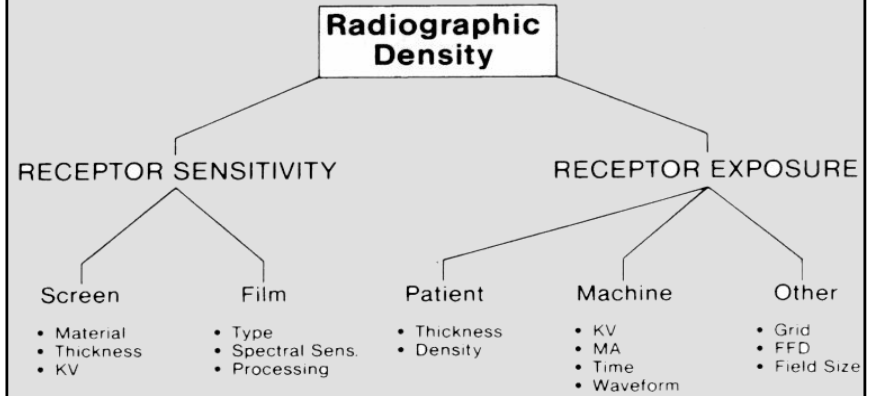 Radiographic
Density
RECEPTOR SENSITIVITY
RECEPTOR EXPOSURE
Screen
• Material
• Thickness
• KV
Film
• Type
• Spectral Sens.
• Processing
Patient
• Thickness
• Density
Machine
• KV
• MA
• Time
• Waveform
Other
• Grid
• FFD
• Field Size